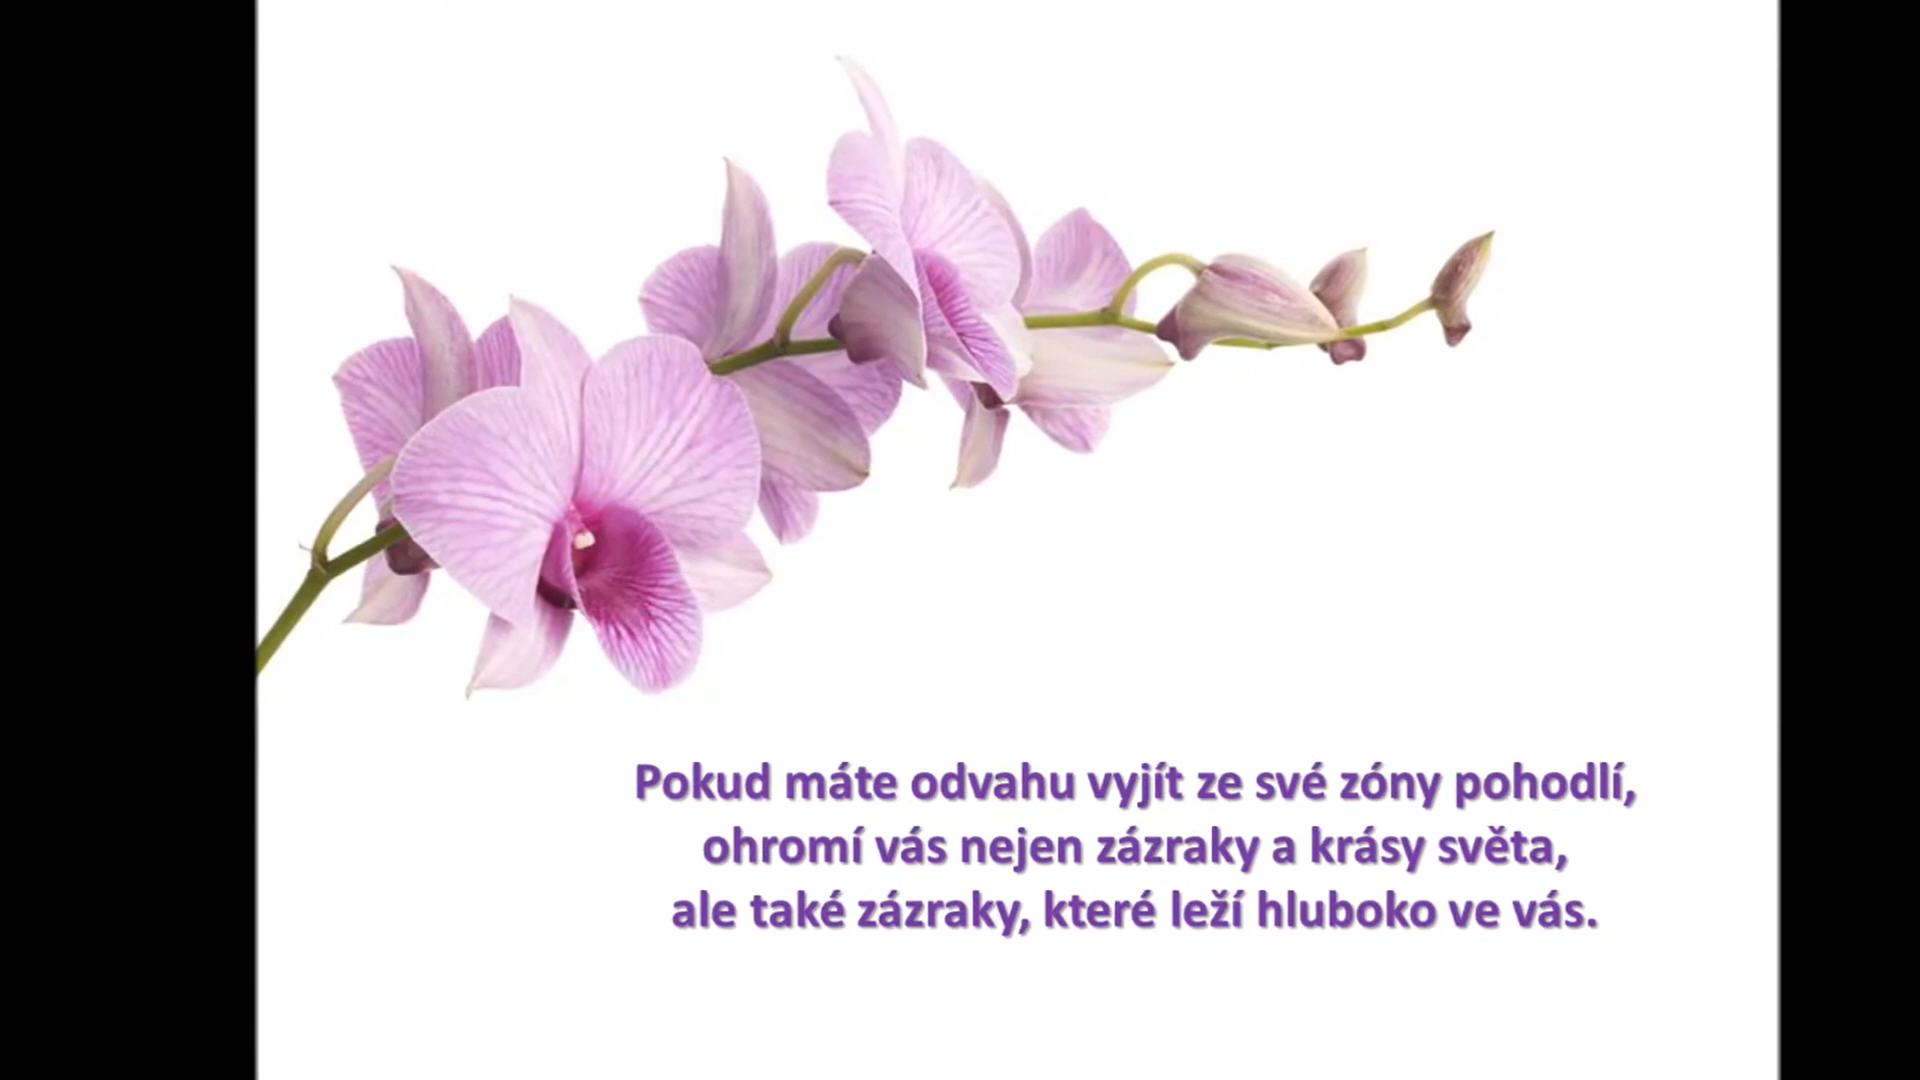 Pokud máte odvahu vyjít ze své zóny pohodlí,
ohromí vás nejen zázraky a krásy světa,
ale také zázraky, které leží hluboko ve vás.